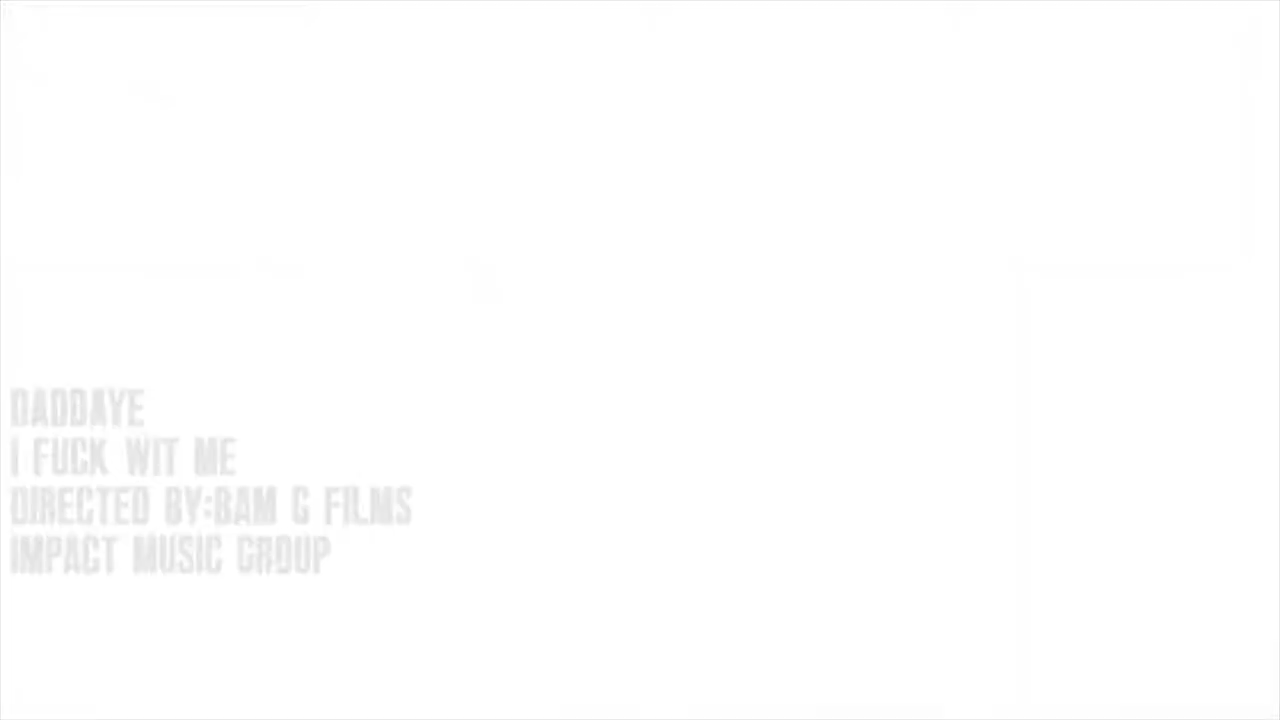 DADDAYE
I FUCK WIT ME
DIRECTED BY:BAM G FILMS
IMPACT MUSIC GROUP